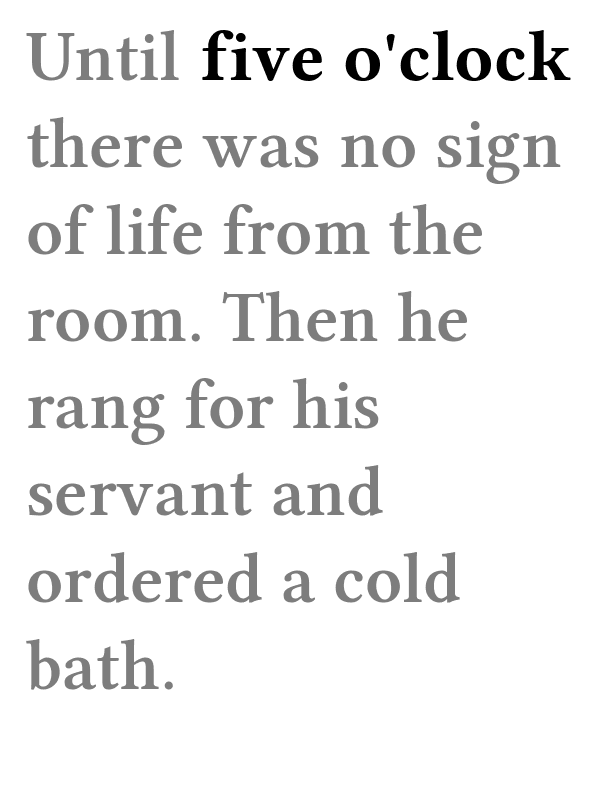 Until five o'clock
there was no sign
of life from the
room. Then he
rang for his
servant and
ordered a cold
bath.